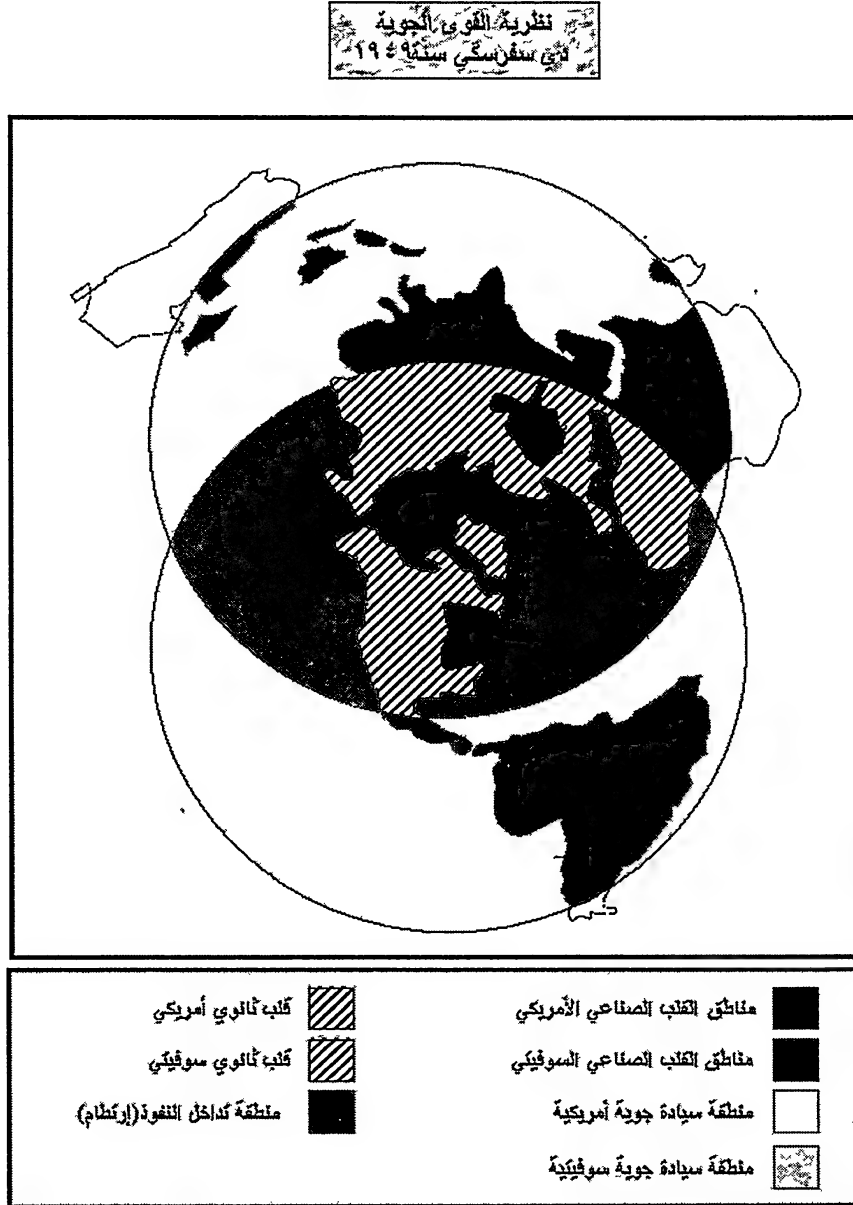 نظرية القوى الجوية
دي سفرسكي سنة ١٩٤٩
مناطق القلب الصناعي الأمريكي
مناطق القلب الصناعي السوفيتي
منطقة سيادة جوية أمريكية
منطقة سيادة جوية سوفيتية
قلب ثانوي أمريكي
قلب ثانوي سوفيتي
منطقة تداخل النفوذ(إرتطام)